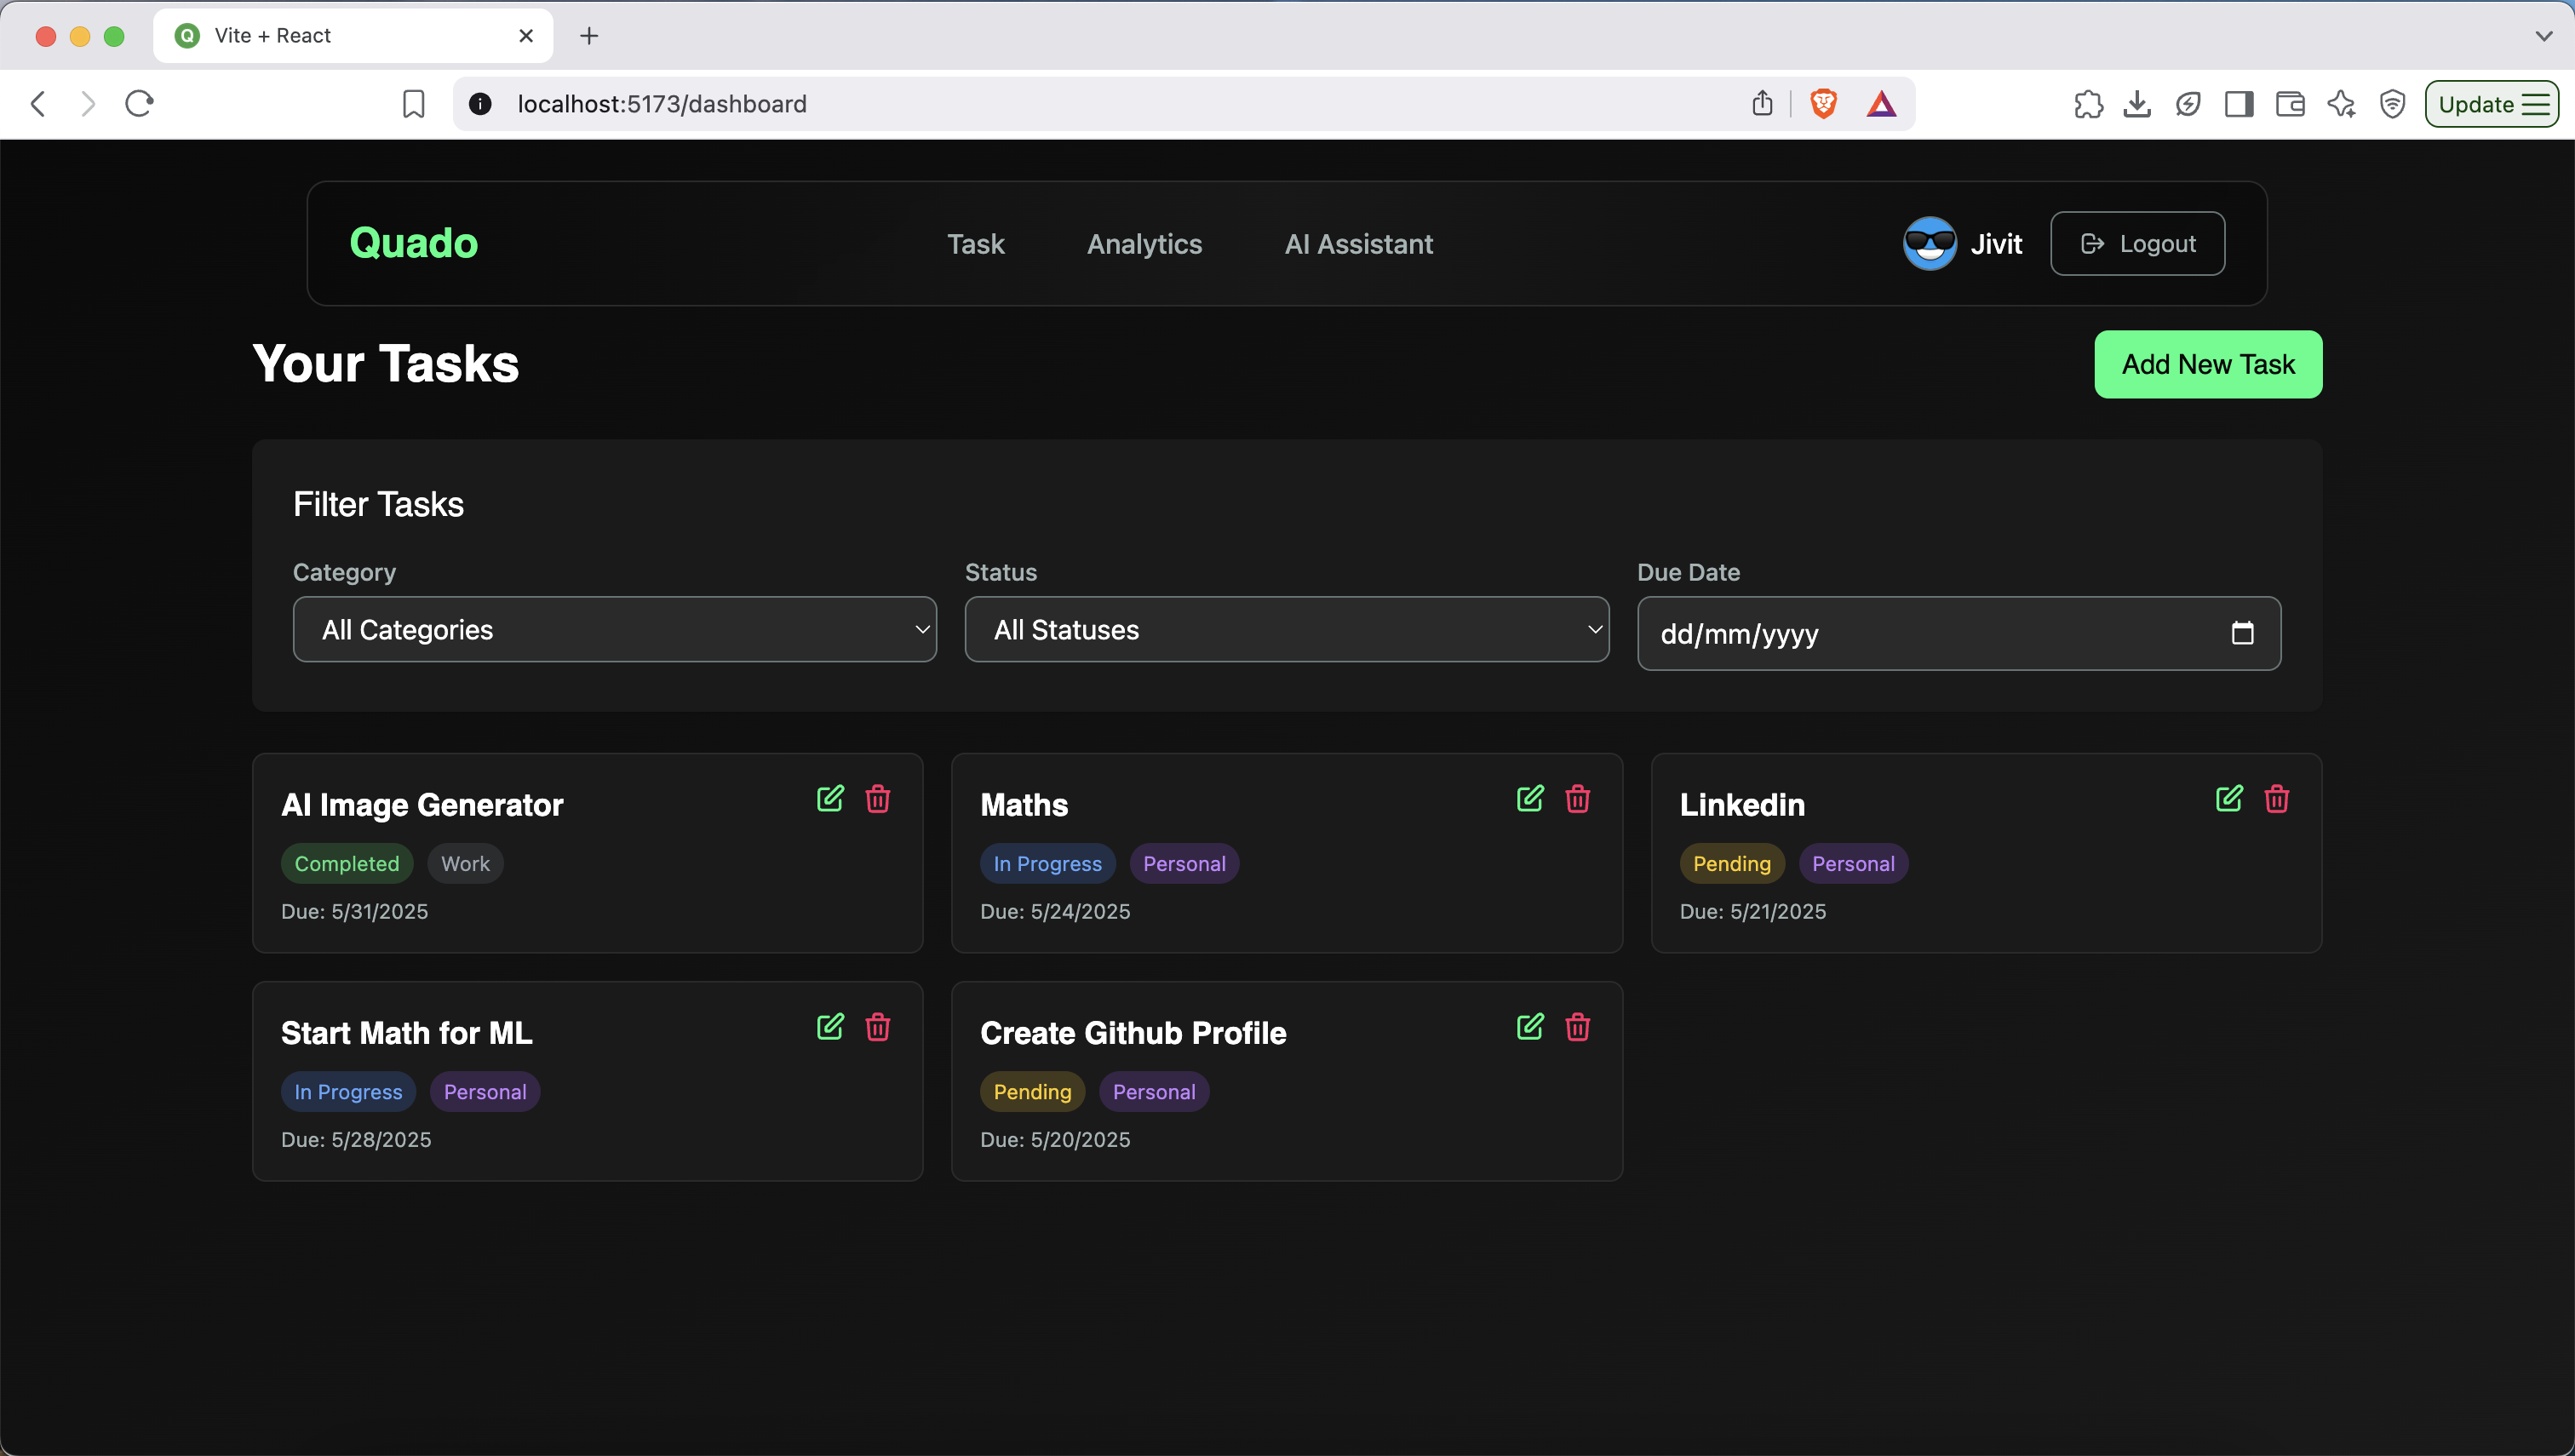 Q Vite + React
localhost:5173/dashboard
Update
Quado
Task
Analytics
AI Assistant
Jivit
Logout
Your Tasks
Add New Task
Filter Tasks
Category
Status
Due Date
All Categories
All Statuses
dd/mm/yyyy
AI Image Generator
Completed Work
Due: 5/31/2025
Maths
In Progress Personal
Due: 5/24/2025
Linkedin
Pending Personal
Due: 5/21/2025
Start Math for ML
In Progress Personal
Due: 5/28/2025
Create Github Profile
Pending Personal
Due: 5/20/2025